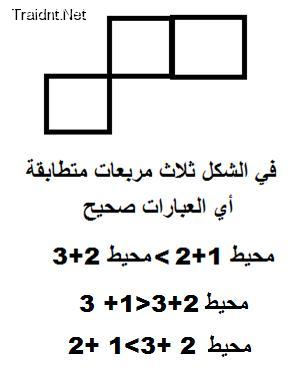 Traidnt.Net
في الشكل ثلاث مربعات متطابقة
أي العبارات صحيح
محيط 1+2 < محيط 2+3
محيط 2+3<1+ 3
محيط 2 +3>1 +2